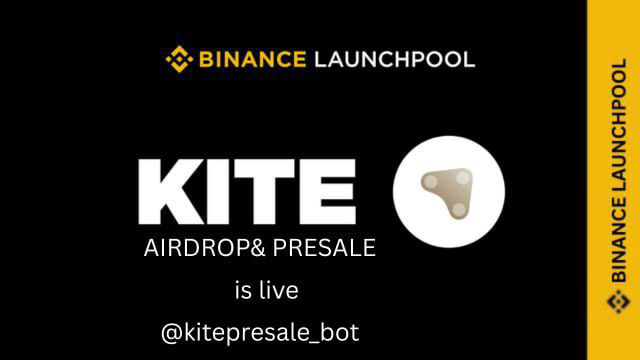 BINANCE LAUNCHPOOL
KITE
AIRDROP& PRESALE
is live
@kitepresale_bot
BINANCE LAUNCHPOOL